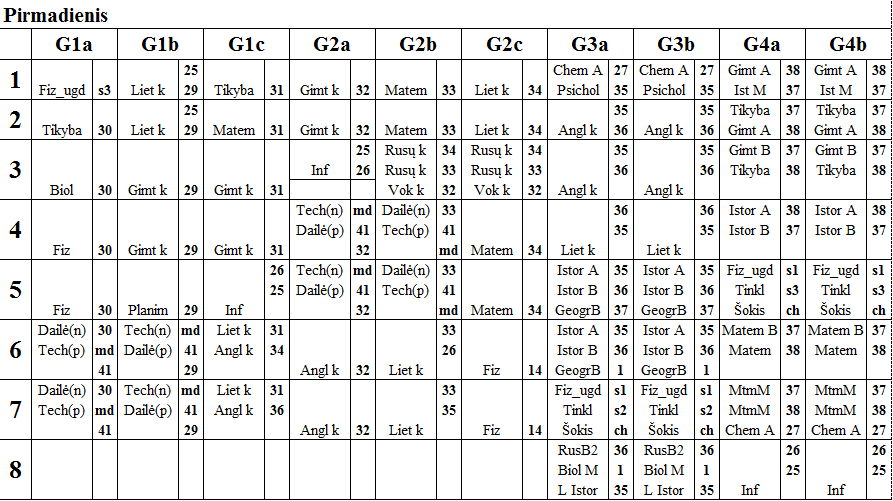 Pirmadienis
G1a G1b G1c G2a G2b G2c G3a G3b G4a G4b
25 Chem A 27 Chem A 27 Gimt A 38 Gimt A 38
1 Fiz_ugd s3 Liet k 29 Tikyba 31 Gimt k 32 Matem 33 Liet k 34 Psichol 35 Psichol 35 Ist M 37 Ist M 37
25 35 35 Tikyba 37 Tikyba 37
2 Tikyba 30 Liet k 29 Matem 31 Gimt k 32 Matem 33 Liet k 34 Angl k 36 Angl k 36 Gimt A 38 Gimt A 38
25 Rusų k 34 Rusų k 34 35 35 Gimt B 37 Gimt B 37
3 Inf 26 Rusų k 33 Rusų k 33 36 36 Tikyba 38 Tikyba 38
Biol 30 Gimt k 29 Gimt k 31 Vok k 32 Vok k 32 Angl k Angl k
Tech(n) md Dailė(n) 33 36 36 Istor A 38 Istor A 38
4 Dailė(p) 41 Tech(p) 41 35 35 Istor B 37 Istor B 37
Fiz 30 Gimt k 29 Gimt k 31 32 md Matem 34 Liet k Liet k
26 Tech(n) md Dailė(n) 33 Istor A 35 Istor A 35 Fiz_ugd s1 Fiz_ugd s1
5 25 Dailė(p) 41 Tech(p) 41 Istor B 36 Istor B 36 Tinkl s3 Tinkl s3
Fiz 30 Planim 29 Inf 32 md Matem 34 GeogrB 37 GeogrB 37 Šokis ch Šokis ch
Dailė(n) 30 Tech(n) md Liet k 31 33 Istor A 35 Istor A 35 Matem B 37 Matem B 37
6 Tech(p) md Dailė(p) 41 Angl k 34 26 Istor B 36 Istor B 36 Matem 38 Matem 38
41 29 Angl k 32 Liet k Fiz 14 GeogrB 1 GeogrB 1
Dailė(n) 30 Tech(n) md Liet k 31 33 Fiz_ugd s1 Fiz_ugd s1 MtmM 37 MtmM 37
7 Tech(p) md Dailė(p) 41 Angl k 36 35 Tinkl s2 Tinkl s2 MtmM 38 MtmM 38
41 29 Angl k 32 Liet k Fiz 14 Šokis ch Šokis ch Chem A 27 Chem A 27
RusB2 36 RusB2 36 26 26
8 Biol M 1 Biol M 1 25 25
L Istor 35 L Istor 35 Inf Inf